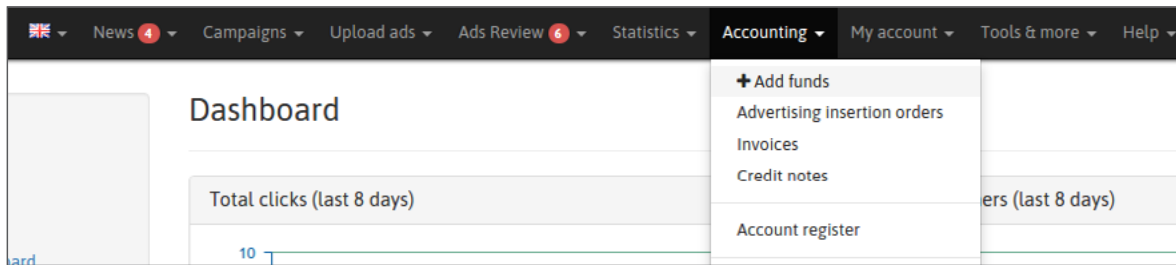 News 4 Campaigns Upload ads Ads Review 6 Statistics Accounting My account Tools & more Help
+ Add funds
Dashboard
Advertising insertion orders
Invoices
Credit notes
Total clicks (last 8 days)
ers (last 8 days)
Account register
10